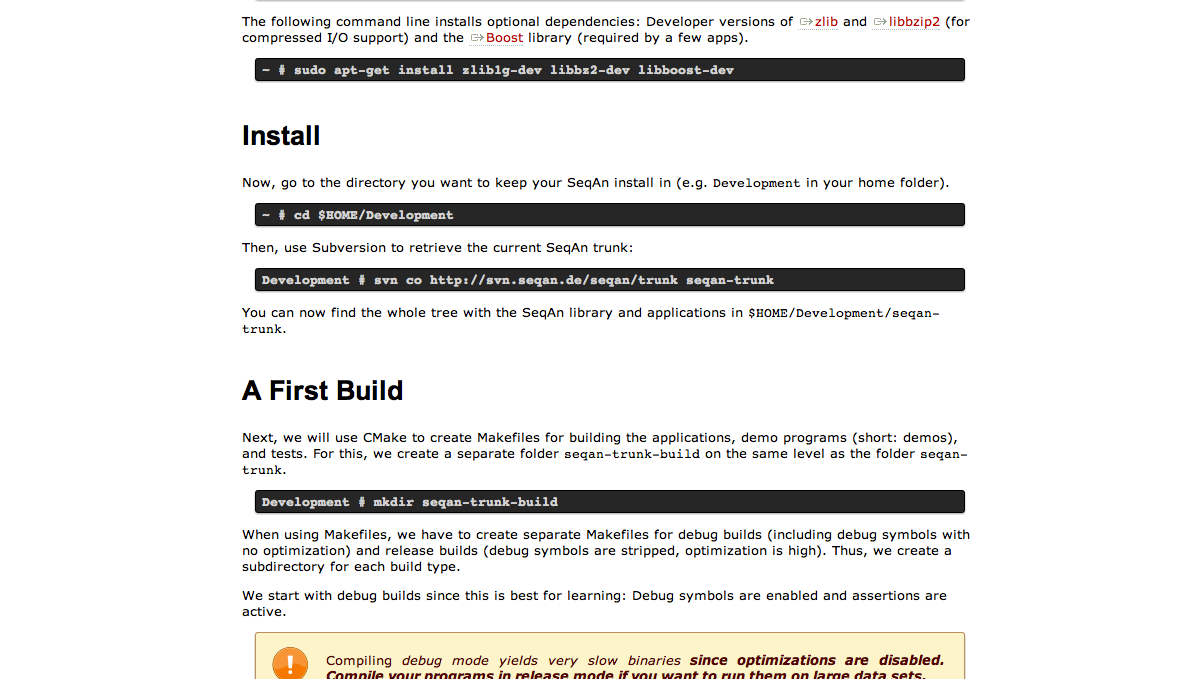 The following command line installs optional dependencies: Developer versions of zlib and libbzip2 (for
compressed I/O support) and the Boost library (required by a few apps).
~ # sudo apt-get install zlib1g-dev libbz2-dev libboost-dev
Install
Now, go to the directory you want to keep your SeqAn install in (e.g. Development in your home folder).
~ # cd $HOME/Development
Then, use Subversion to retrieve the current SeqAn trunk:
Development # svn co http://svn.seqan.de/seqan/trunk seqan-trunk
You can now find the whole tree with the SeqAn library and applications in $HOME/Development/seqan-
trunk.
A First Build
Next, we will use CMake to create Makefiles for building the applications, demo programs (short: demos),
and tests. For this, we create a separate folder seqan-trunk-build on the same level as the folder seqan-
trunk.
Development # mkdir seqan-trunk-build
When using Makefiles, we have to create separate Makefiles for debug builds (including debug symbols with
no optimization) and release builds (debug symbols are stripped, optimization is high). Thus, we create a
subdirectory for each build type.
We start with debug builds since this is best for learning: Debug symbols are enabled and assertions are
active.
Compiling debug mode yields very slow binaries since optimizations are disabled.
Compile your programs in release mode if you want to run them on large data sets.